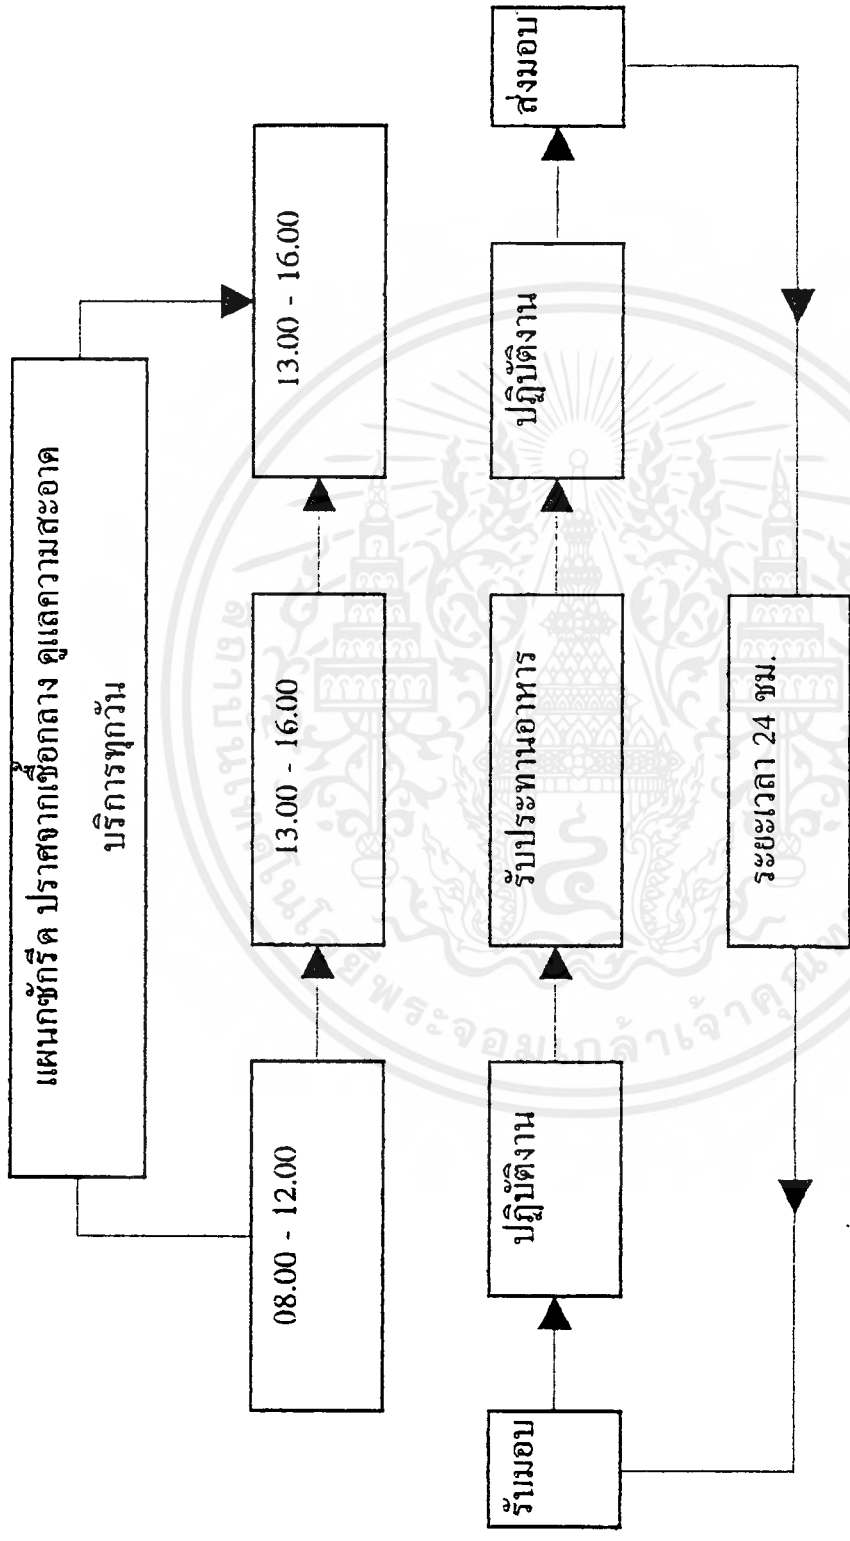 แผนกซักรีด ปราศจากเชื้อกลาง ดูแลความสะอาด
บริการทุกวัน
08.00 - 12.00
13.00 - 16.00
13.00 - 16.00
รับมอบ
ปฏิบัติงาน
รับประทานอาหาร
ปฏิบัติงาน
ส่งมอบ
ระยะเวลา 24 ชม.